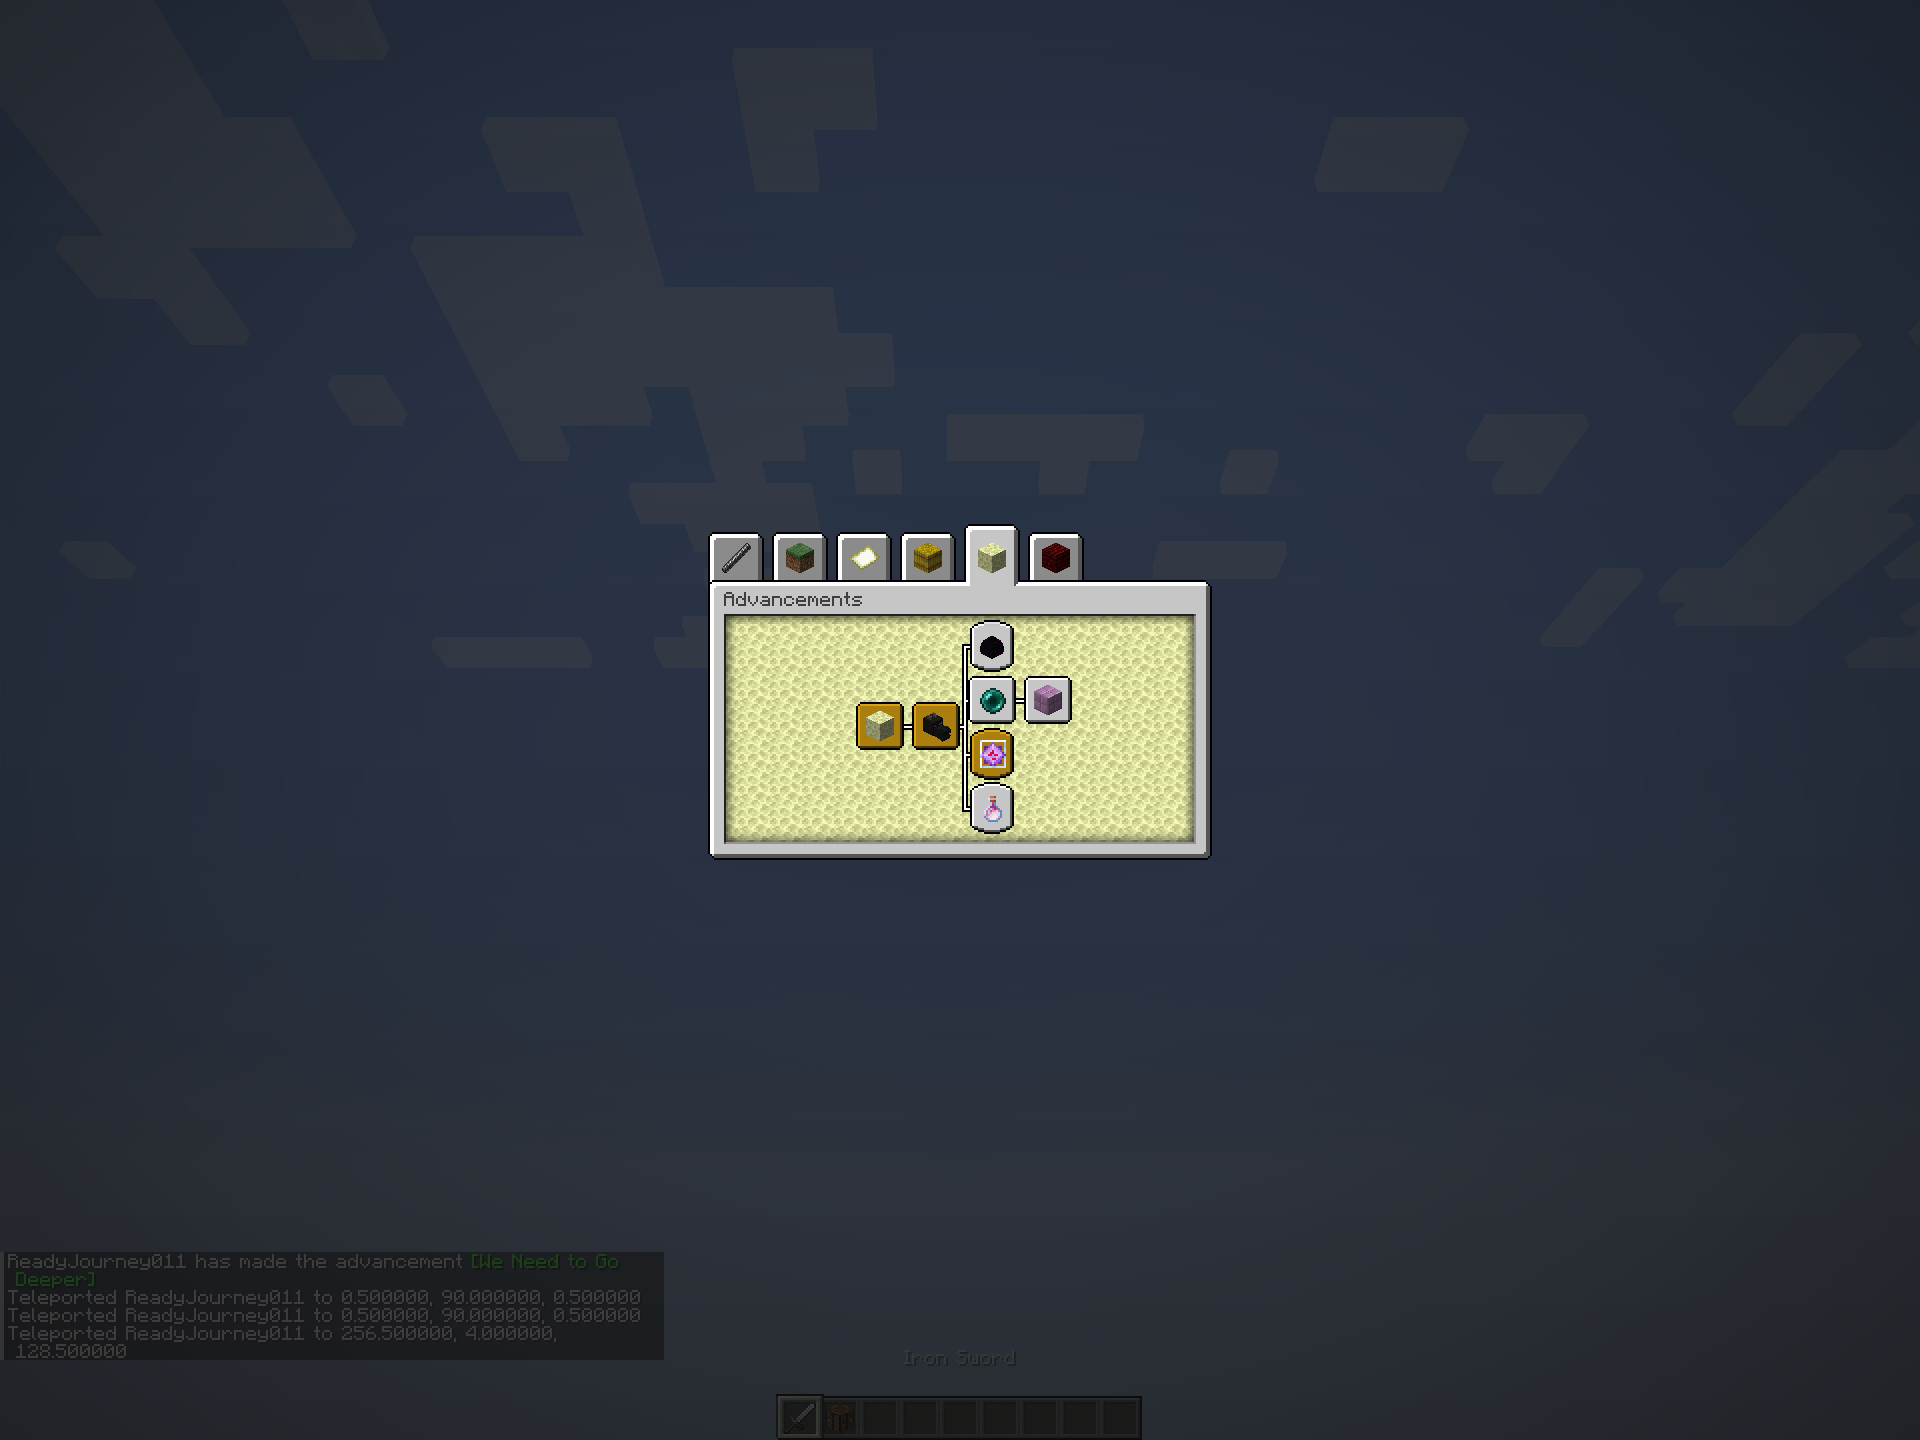 Advancements
ReadyJourney011 has made the advancement [We Need to Go
Deeper]
Teleported ReadyJourney011 to 0.500000, 90.000000, 0.500000
Teleported ReadyJourney011 to 0.500000, 90.000000, 0.500000
Teleported ReadyJourney011 to 256.500000, 4.000000,
128.500000
Iron Sword